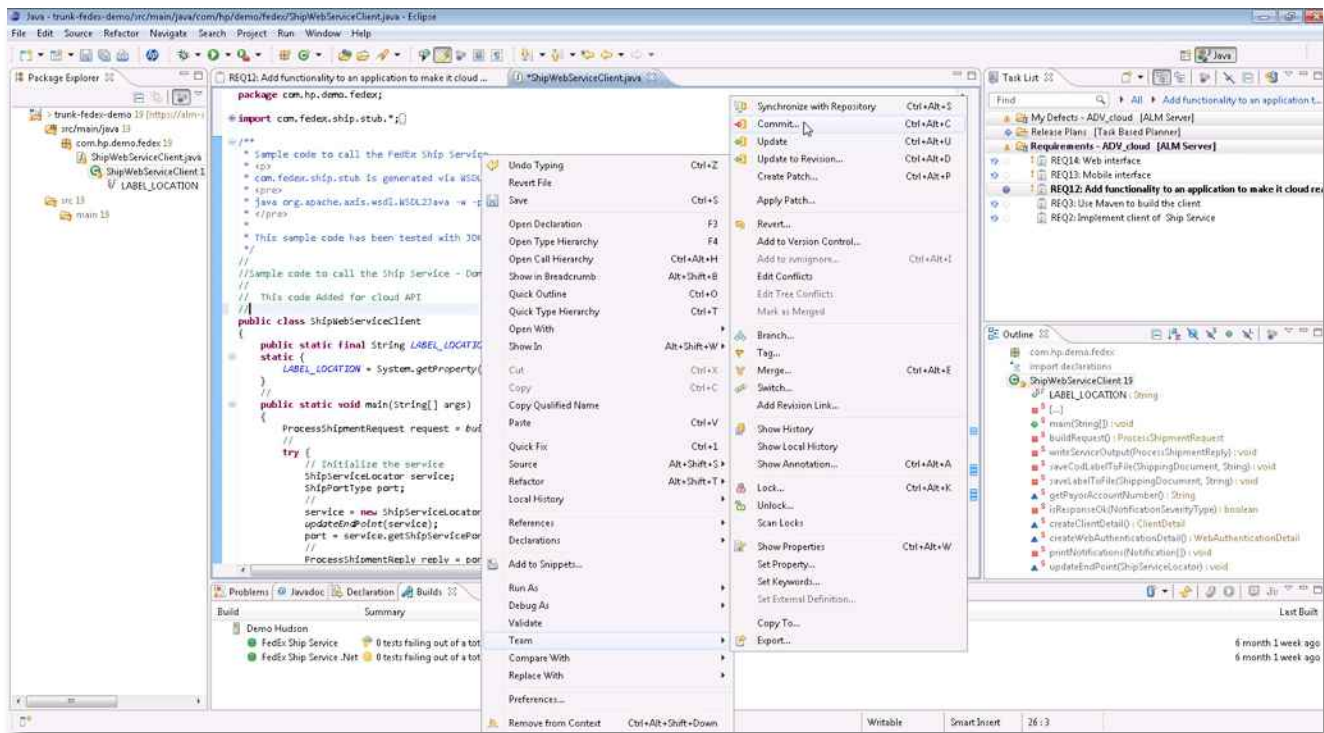 Java - trunk-fedex-demo/src/main/java/com/hp/demo/fedex/ShipWebServiceClient.java - Eclipse
File Edit Source Refactor Navigate Search Project Run Window Help
Java
Package Explorer
> trunk-fedex-demo 19 [https://alm-s
src/main/java 13
com.hp.demo.fedex 19
ShipWebServiceClient.java
ShipWebServiceClient 1
LABEL_LOCATION
src 13
main 13
REQ12: Add functionality to an application to make it cloud ...
*ShipWebServiceClient.java
package com.hp.demo.fedex;
import com.fedex.ship.stub.*;
/**
* Sample code to call the FedEx Ship Service
* <p>
* com.fedex.ship.stub is generated via WSDL
* <pre>
* java org.apache.axis.wsdl.WSDL2Java -w -p
* </pre>
*
* This sample code has been tested with JDK
*/
//
//Sample code to call the Ship Service - Dom
//
// This code Added for cloud API
//
public class ShipWebServiceClient
{
public static final String LABEL_LOCATIO
static {
LABEL_LOCATION = System.getProperty(
}
//
public static void main(String[] args)
{
ProcessShipmentRequest request = bui
//
try {
// Initialize the service
ShipServiceLocator service;
ShipPortType port;
//
service = new ShipServiceLocator
updateEndPoint(service);
port = service.getShipServicePor
//
ProcessShipmentReply reply = por
Undo Typing Ctrl+Z
Revert File
Save Ctrl+S
Open Declaration F3
Open Type Hierarchy F4
Open Call Hierarchy Ctrl+Alt+H
Show in Breadcrumb Alt+Shift+B
Quick Outline Ctrl+O
Quick Type Hierarchy Ctrl+T
Open With
Show In Alt+Shift+W
Cut Ctrl+X
Copy Ctrl+C
Copy Qualified Name
Paste Ctrl+V
Quick Fix Ctrl+1
Source Alt+Shift+S
Refactor Alt+Shift+T
Local History
References
Declarations
Add to Snippets...
Run As
Debug As
Validate
Team
Compare With
Replace With
Preferences...
Remove from Context Ctrl+Alt+Shift+Down
Synchronize with Repository Ctrl+Alt+S
Commit... Ctrl+Alt+C
Update Ctrl+Alt+U
Update to Revision... Ctrl+Alt+D
Create Patch... Ctrl+Alt+P
Apply Patch...
Revert...
Add to Version Control...
Add to svn:ignore... Ctrl+Alt+I
Edit Conflicts
Edit Tree Conflicts
Mark as Merged
Branch...
Tag...
Merge... Ctrl+Alt+E
Switch...
Add Revision Link...
Show History
Show Local History
Show Annotation... Ctrl+Alt+A
Lock... Ctrl+Alt+K
Unlock...
Scan Locks
Show Properties Ctrl+Alt+W
Set Property...
Set Keywords...
Set External Definition...
Copy To...
Export...
Task List
Find All Add functionality to an application t...
My Defects - ADV_cloud [ALM Server]
Release Plans [Task Based Planner]
Requirements - ADV_cloud [ALM Server]
REQ14: Web interface
REQ13: Mobile interface
REQ12: Add functionality to an application to make it cloud rea
REQ3: Use Maven to build the client
REQ2: Implement client of Ship Service
Outline
com.hp.demo.fedex
import declarations
ShipWebServiceClient 19
LABEL_LOCATION : String
{...}
main(String[]) : void
buildRequest() : ProcessShipmentRequest
writeServiceOutput(ProcessShipmentReply) : void
saveCodLabelToFile(ShippingDocument, String) : void
saveLabelToFile(ShippingDocument, String) : void
getPayorAccountNumber() : String
isResponseOk(NotificationSeverityType) : boolean
createClientDetail() : ClientDetail
createWebAuthenticationDetail() : WebAuthenticationDetail
printNotifications(Notification[]) : void
updateEndPoint(ShipServiceLocator) : void
Problems Javadoc Declaration Builds
Build Summary Last Built
Demo Hudson
FedEx Ship Service 0 tests failing out of a tot 6 month 1 week ago
FedEx Ship Service .Net 0 tests failing out of a tot 6 month 1 week ago
Writable Smart Insert 26 : 3